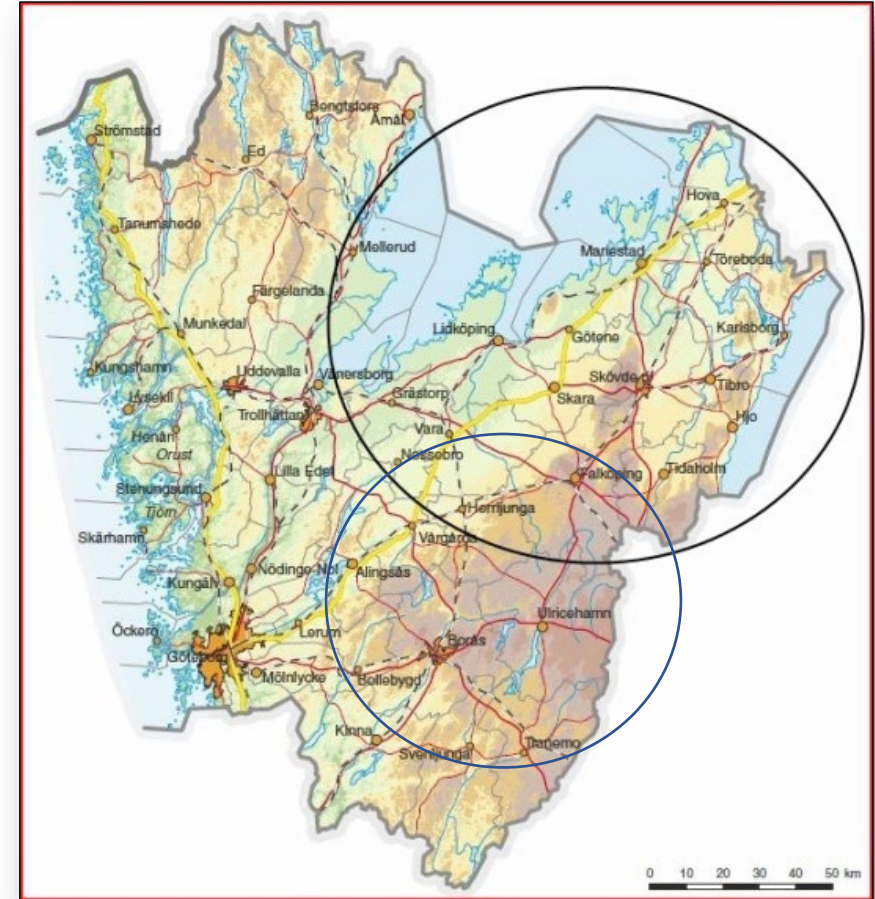 Bengtsfors
Åmål
Strömstad
Ed
Hova
Tanumshede
Mellerud
Mariestad
Töreboda
Färgelanda
Munkedal
Lidköping
Götene
Karlsborg
Kungshamn
Uddevalla
Vänersborg
Skövde
Tibro
Lysekil
Grästorp
Skara
Trollhättan
Hjo
Henån
Vara
Orust
Nossebro
Lilla Edet
Falköping
Tidaholm
Stenungsund
Tjörn
Herrljunga
Skärhamn
Vårgårda
Kungälv
Nödinge-Nol
Alingsås
Ulricehamn
Öckerö
Lerum
Borås
Göteborg
Mölnlycke
Bollebygd
Kinna
Svenljunga
Tranemo
0 10 20 30 40 50 km